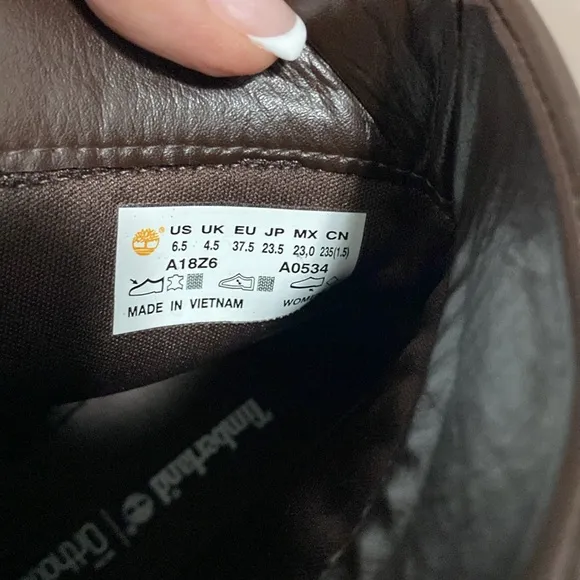 US UK EU JP MX CN
6.5 4.5 37.5 23.5 23,0 235(1.5)
A18Z6 A0534
MADE IN VIETNAM
Timberland